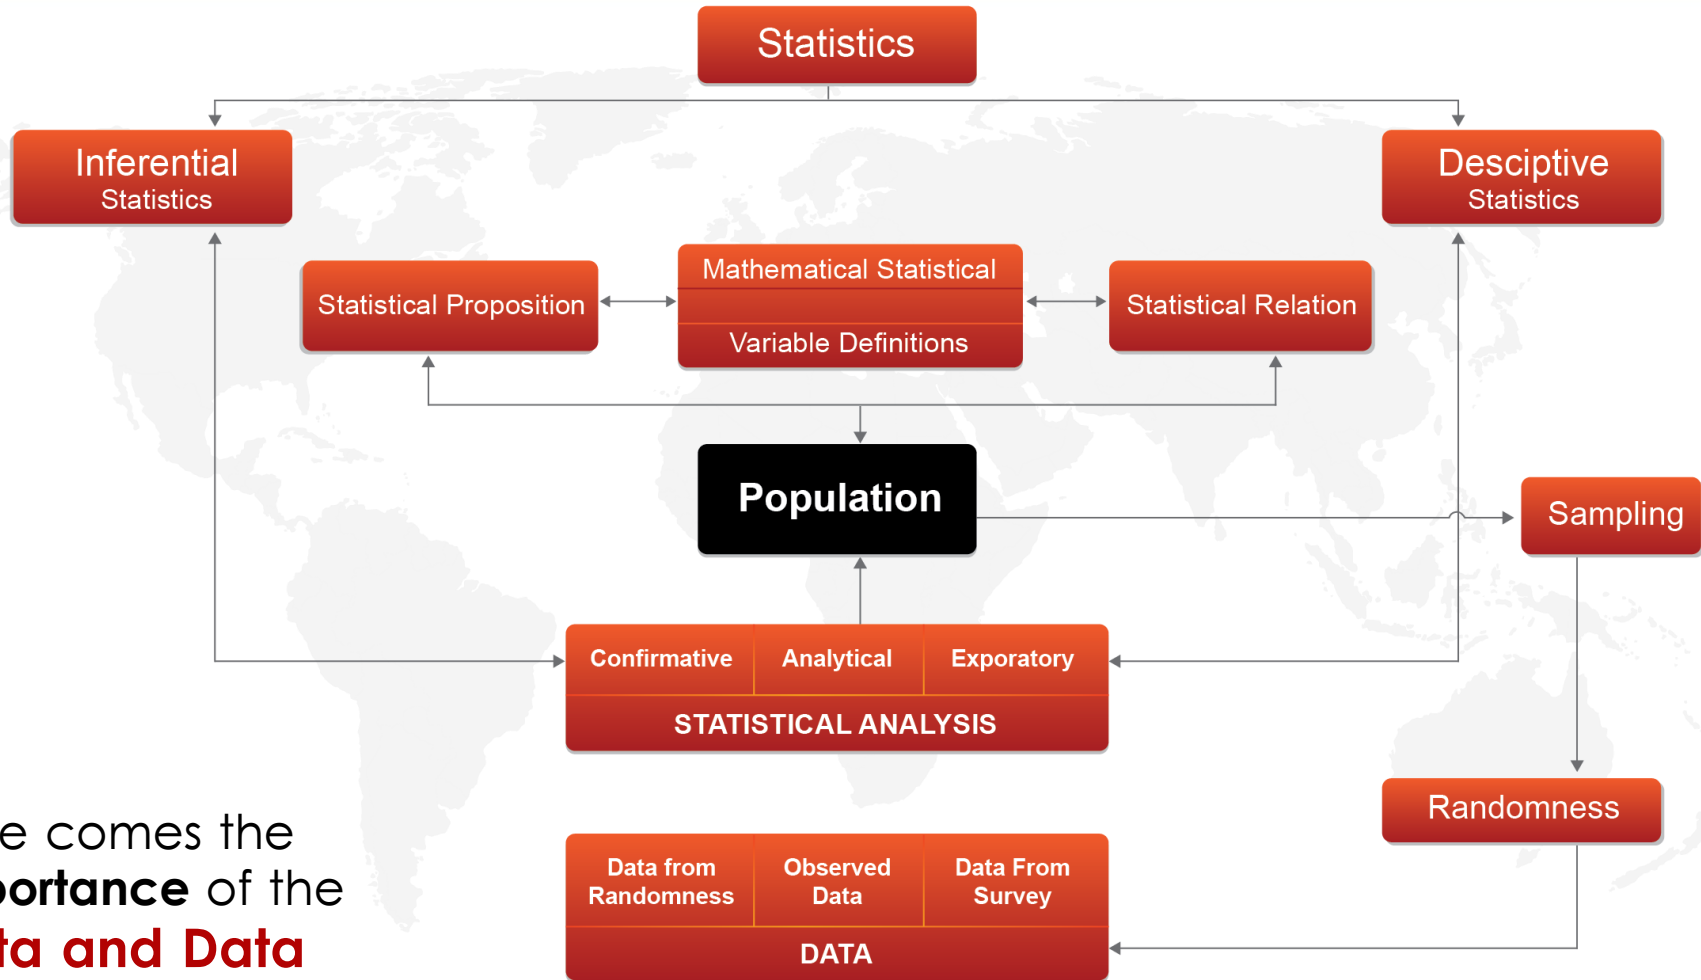 Statistics
Inferential
Statistics
Desciptive
Statistics
Mathematical Statistical
Statistical Proposition
Statistical Relation
Variable Definitions
Population
Sampling
Confirmative
Analytical
Exporatory
STATISTICAL ANALYSIS
Randomness
e comes the
portance of the
ta and Data
Data from
Randomness
Observed
Data
Data From
Survey
DATA